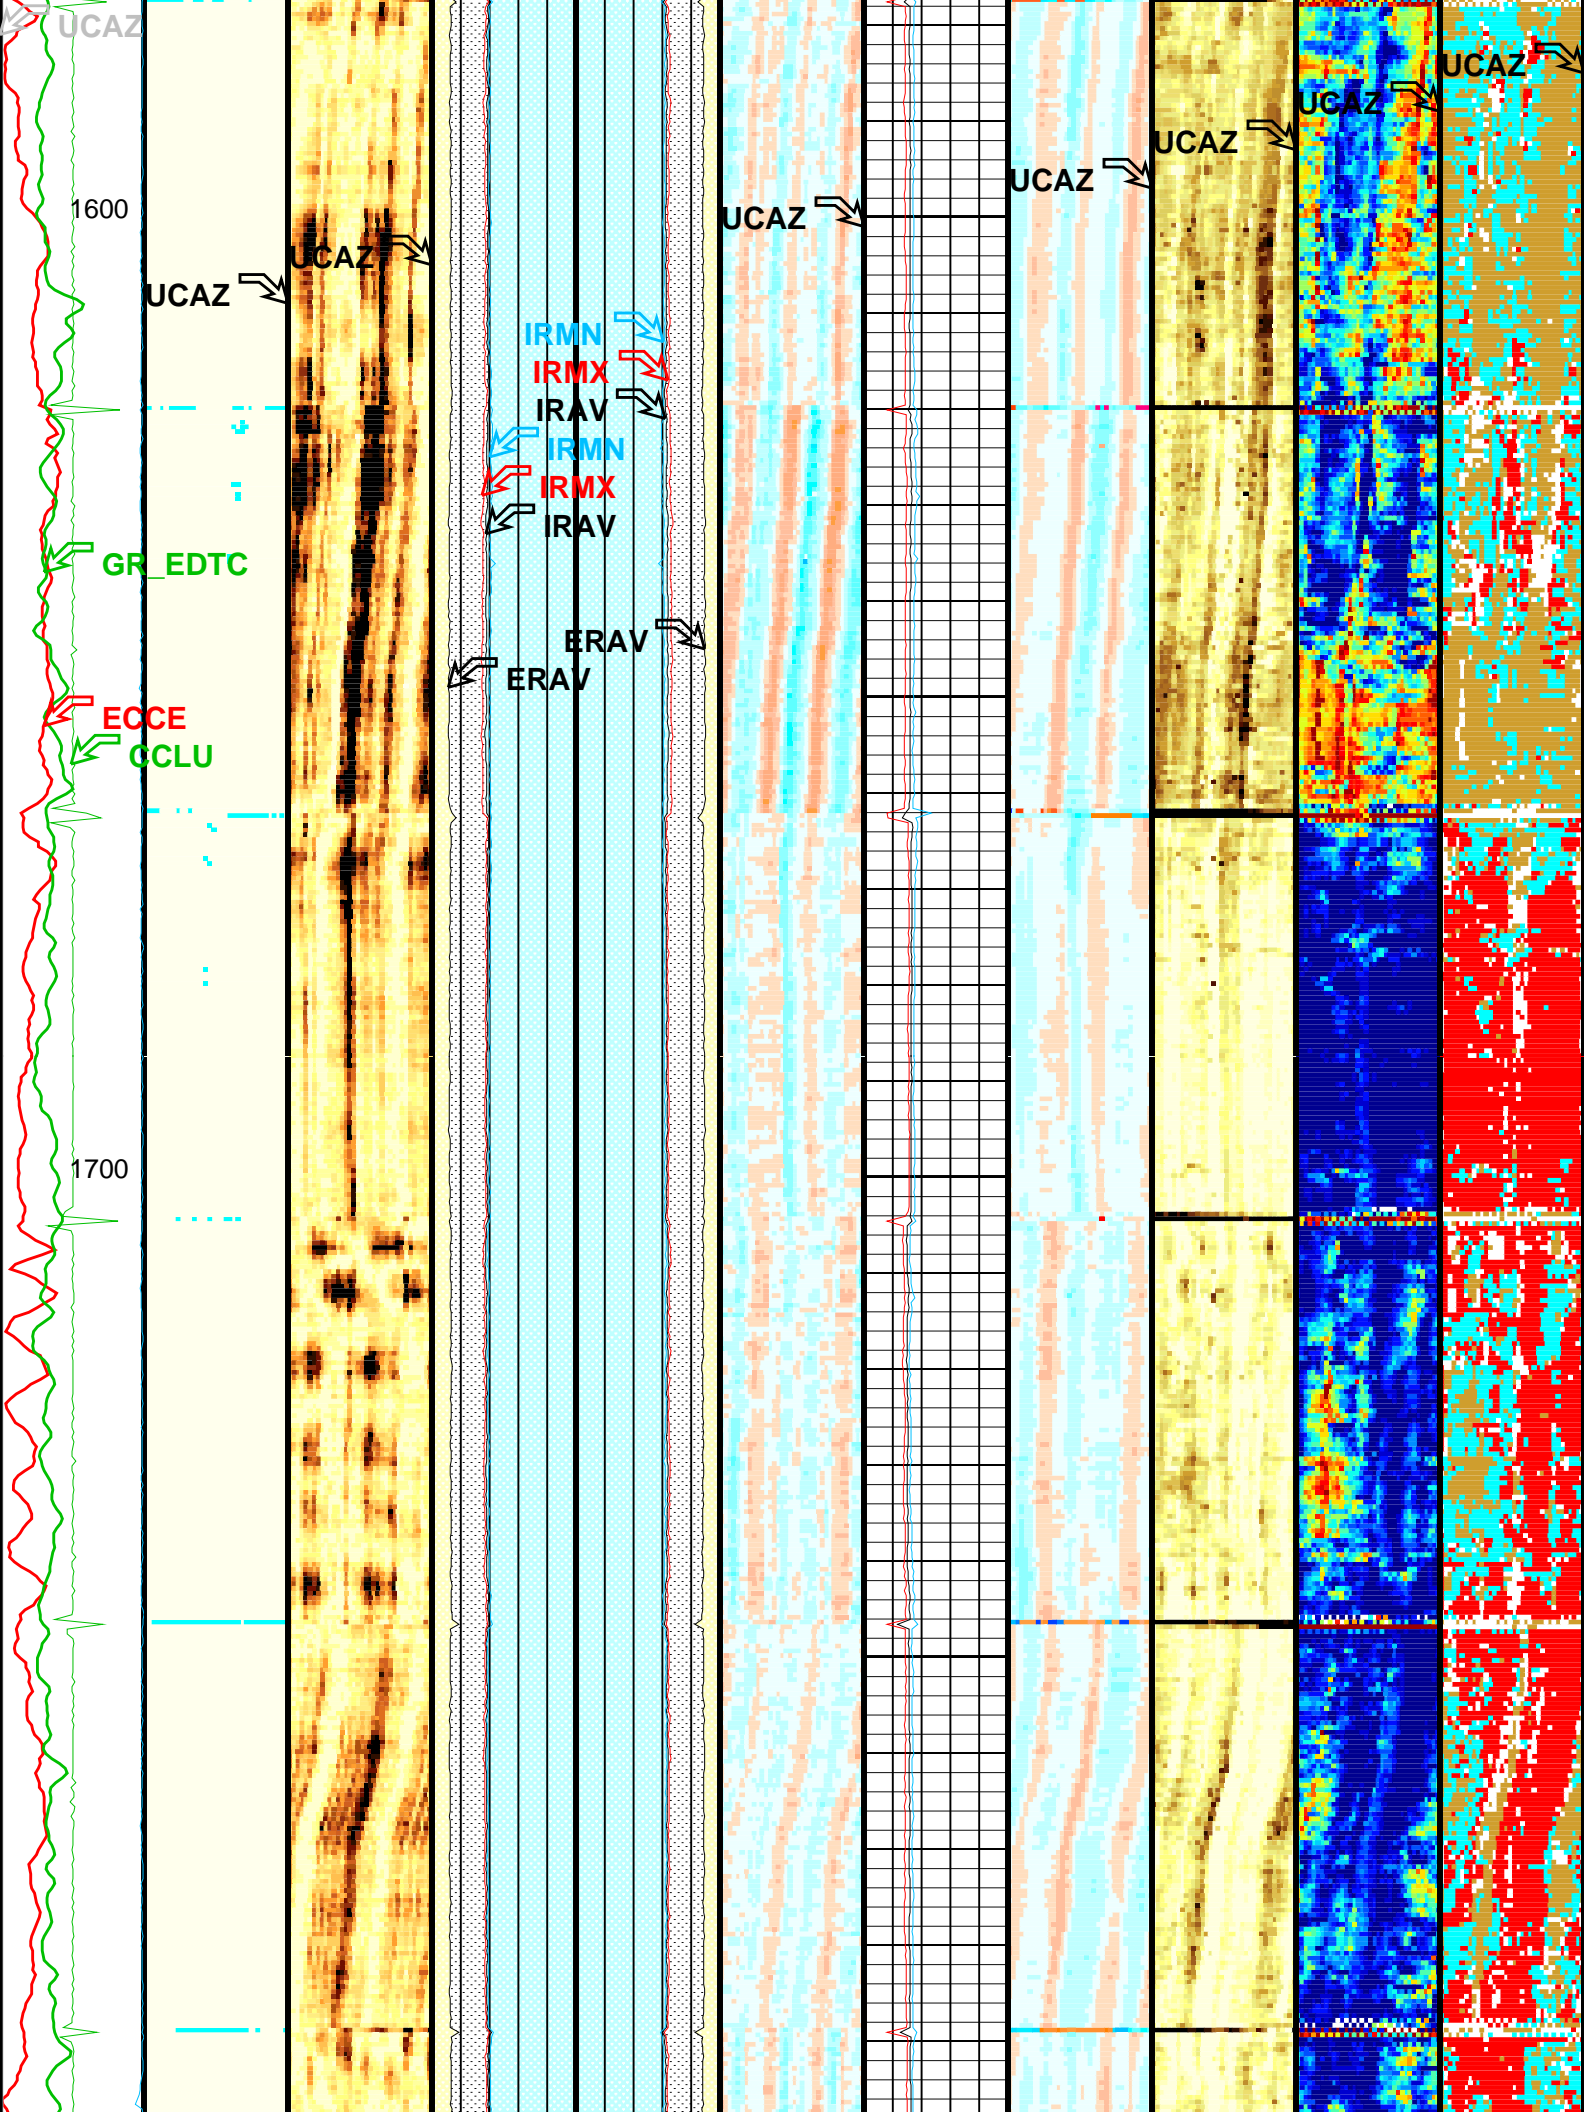 UCAZ
UCAZ
UCAZ
UCAZ
UCAZ
1600
UCAZ
UCAZ
UCAZ
IRMN
IRMX
IRAV
IRMN
IRMX
IRAV
GR_EDTC
ERAV
ERAV
ECCE
CCLU
1700